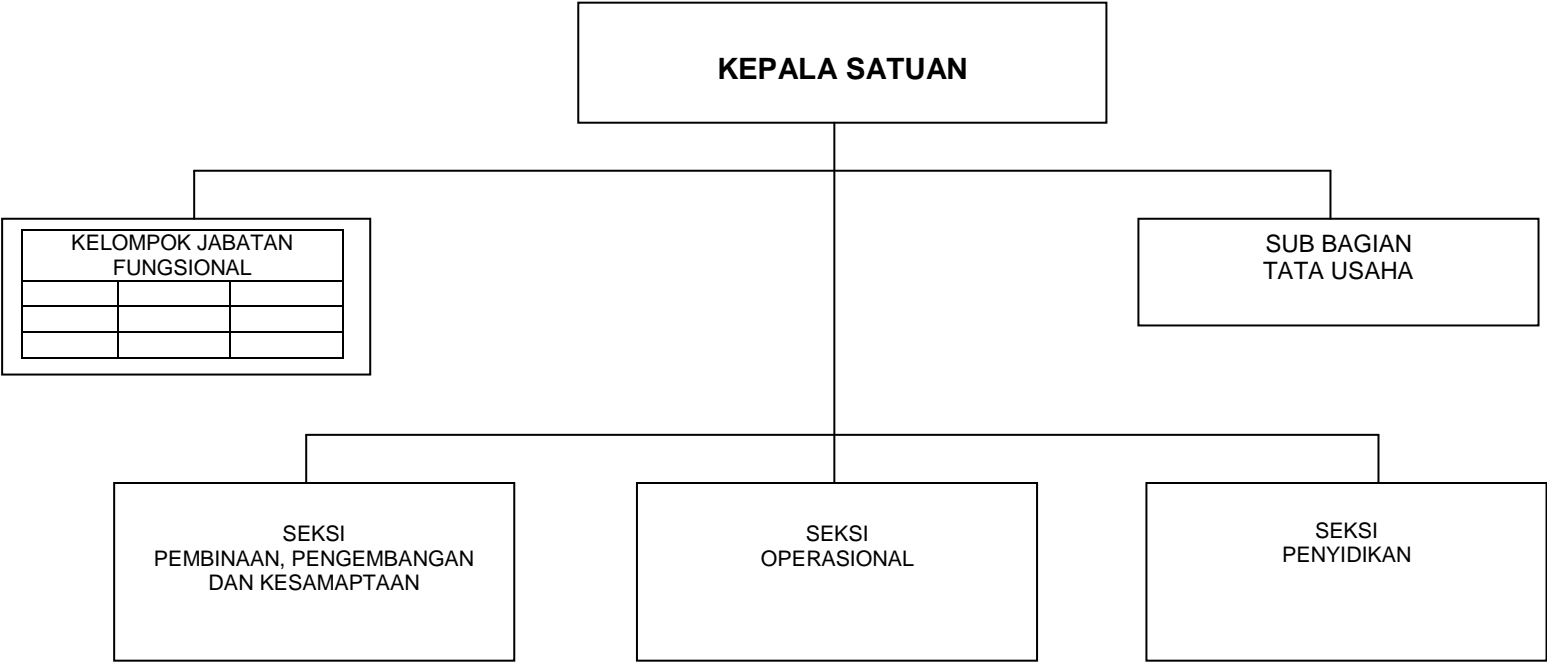 KEPALA SATUAN
KELOMPOK JABATAN
FUNGSIONAL
SUB BAGIAN
TATA USAHA
SEKSI
PEMBINAAN, PENGEMBANGAN
DAN KESAMAPTAAN
SEKSI
OPERASIONAL
SEKSI
PENYIDIKAN